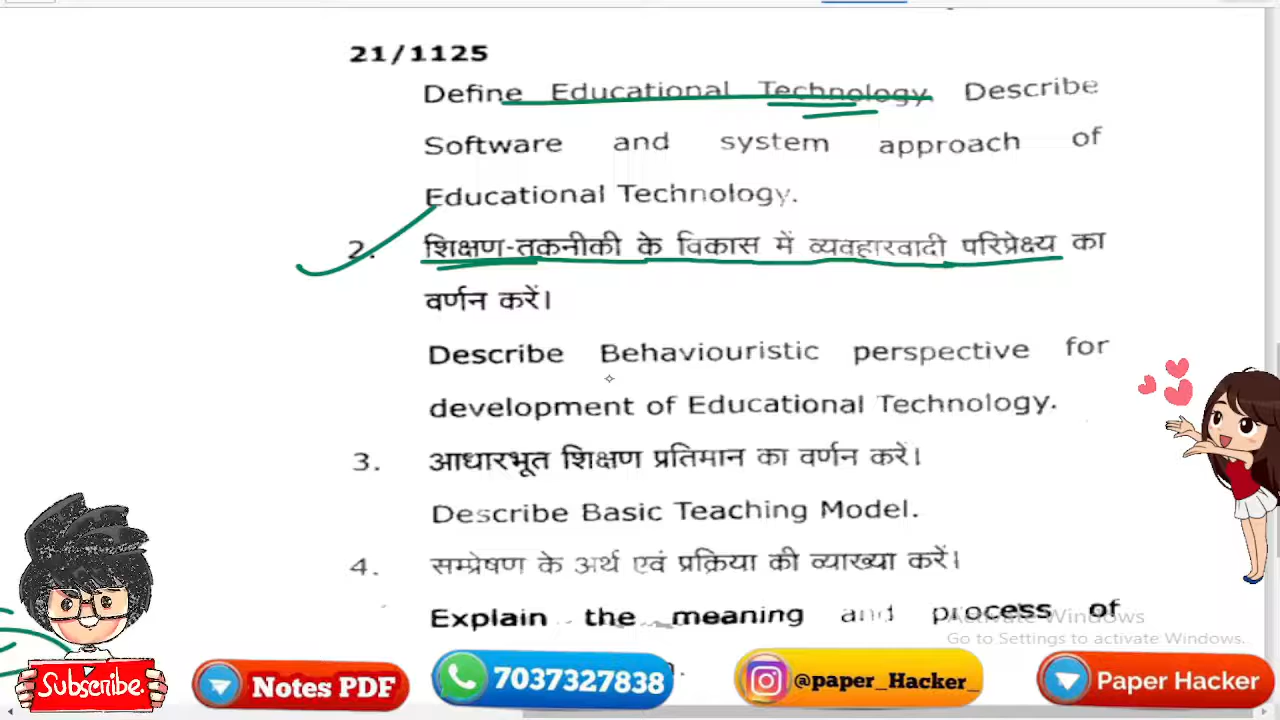 21/1125
Define Educational Technology. Describe
Software and system approach of
Educational Technology.
2. शिक्षण-तकनीकी के विकास में व्यवहारवादी परिप्रेक्ष्य का
वर्णन करें।
Describe Behaviouristic perspective for
development of Educational Technology.
3. आधारभूत शिक्षण प्रतिमान का वर्णन करें।
Describe Basic Teaching Model.
4. सम्प्रेषण के अर्थ एवं प्रक्रिया की व्याख्या करें।
Explain the meaning and process of
Activate Windows
Go to Settings to activate Windows.
Subscribe.
Notes PDF
7037327838
@paper_Hacker_
Paper Hacker